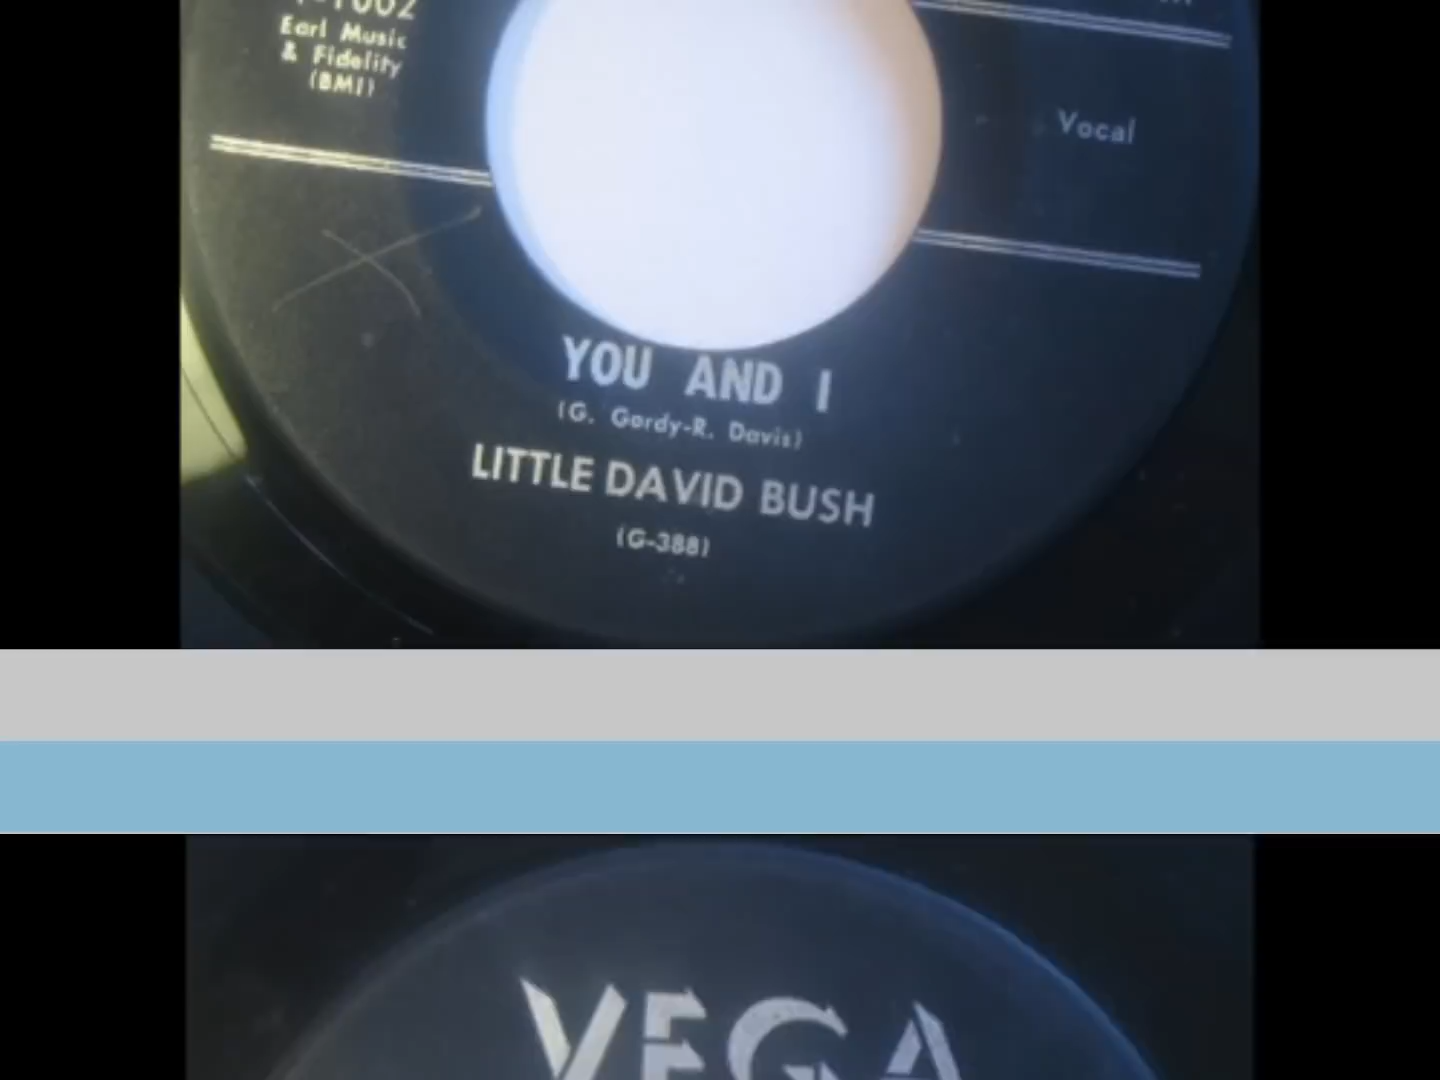 Earl Music
& Fidelity
(BMI)
Vocal
YOU AND I
(G. Gordy-R. Davis)
LITTLE DAVID BUSH
(G-388)
VEGA